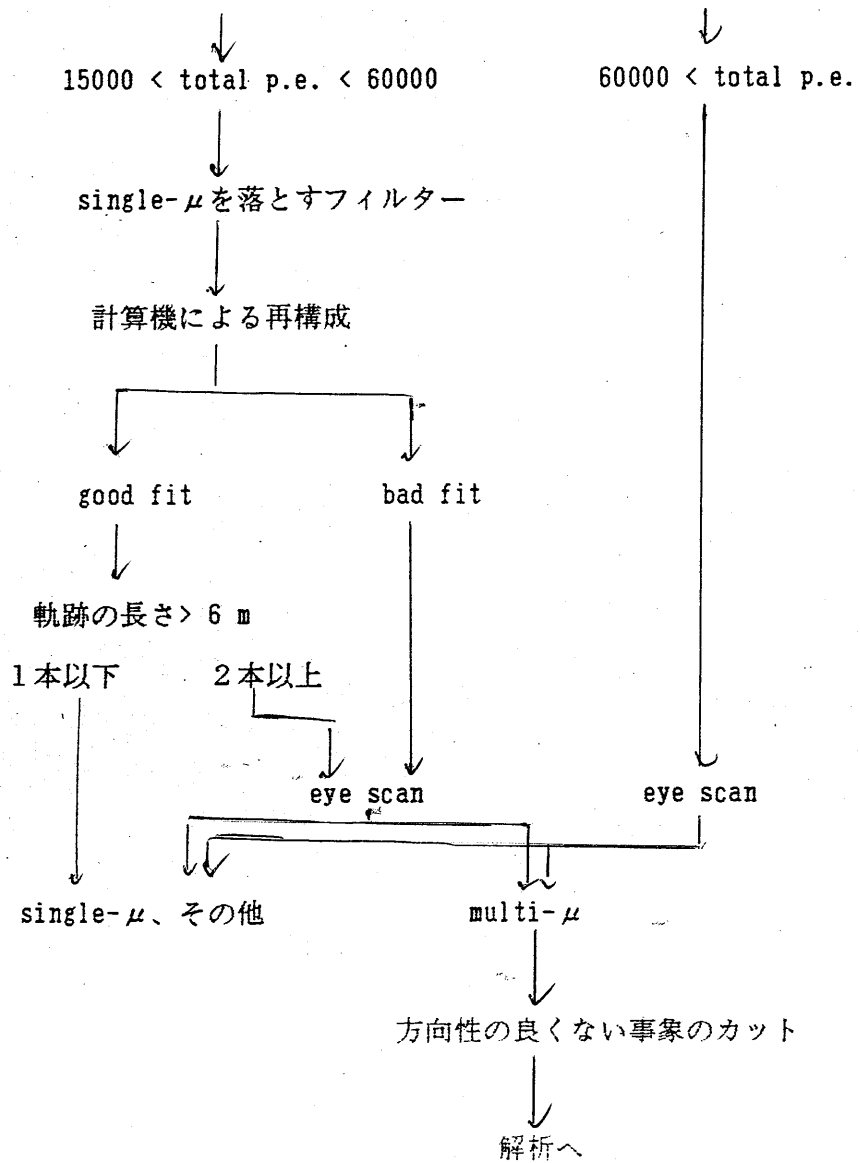 15000 < total p.e. < 60000
60000 < total p.e.
single-μを落とすフィルター
計算機による再構成
good fit
bad fit
軌跡の長さ> 6 m
1本以下
2本以上
eye scan
eye scan
single-μ、その他
multi-μ
方向性の良くない事象のカット
解析へ